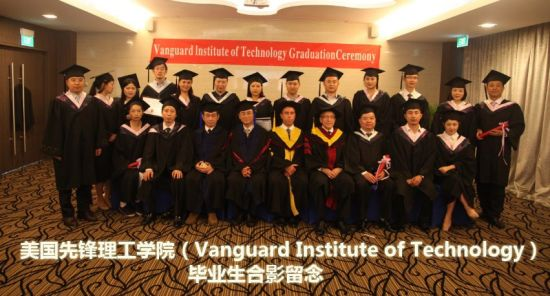 Vanguard Institute of Technology GraduationCeremony
美国先锋理工学院（Vanguard Institute of Technology）
毕业生合影留念